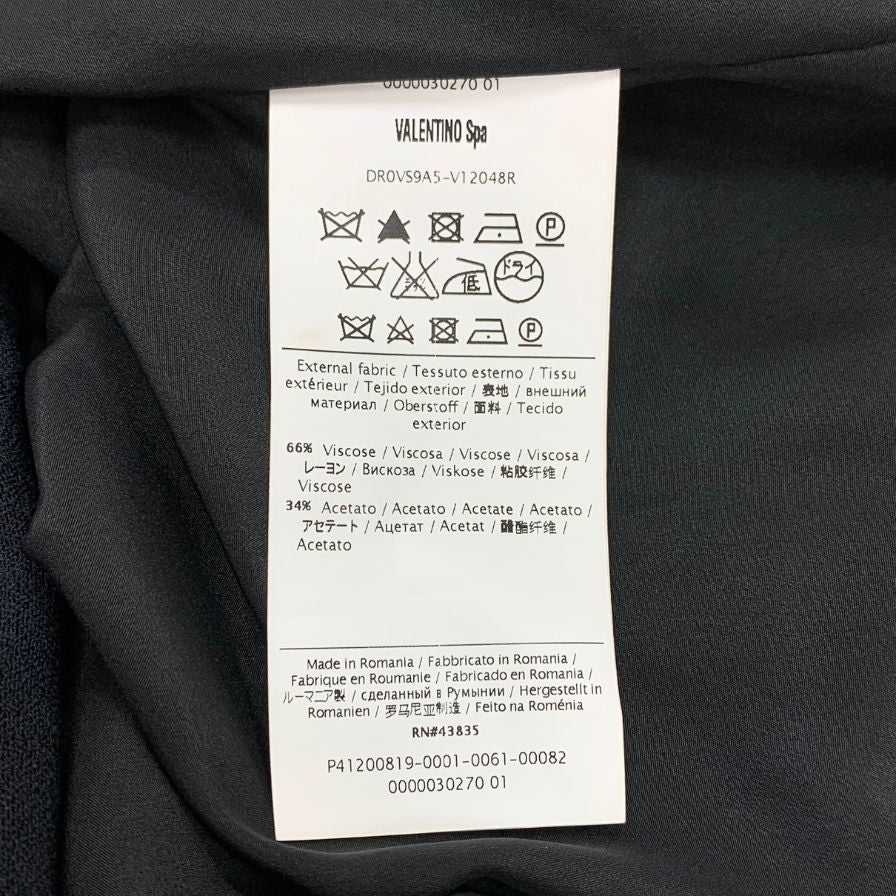 0000030270 01
VALENTINO Spa
DR0VS9A5-V12048R
P
ドライ
低
P
External fabric / Tessuto esterno / Tissu
extérieur / Tejido exterior / 表地 / внешний
материал / Oberstoff / 面料 / Tecido
exterior
66% Viscose / Viscosa / Viscose / Viscosa /
レーヨン / Вискоза / Viskose / 粘胶纤维 /
Viscose
34% Acetato / Acetato / Acetate / Acetato /
アセテート / Ацетат / Acetat / 醋酯纤维 /
Acetato
Made in Romania / Fabbricato in Romania /
Fabrique en Roumanie / Fabricado en Romania /
ルーマニア製 / сделанный в Румынии / Hergestellt in
Romanien / 罗马尼亚制造 / Feito na Roménia
RN#43835
P41200819-0001-0061-00082
0000030270 01